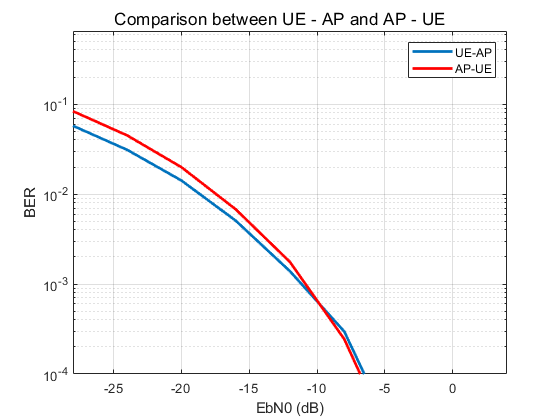 Comparison between UE - AP and AP - UE
UE-AP
AP-UE
10-1
10-2
10-3
10-4
BER
-25 -20 -15 -10 -5 0
EbN0 (dB)